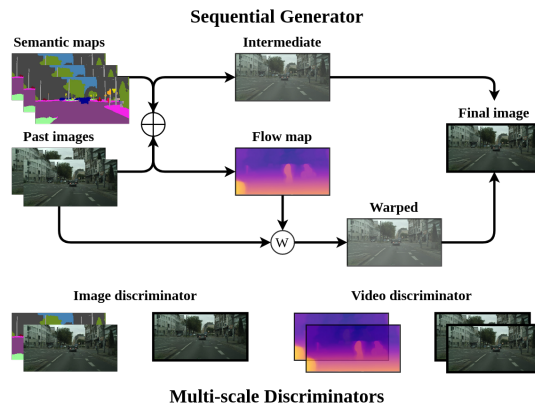 Sequential Generator
Semantic maps
Intermediate
Past images
Flow map
Final image
W
Warped
Image discriminator
Video discriminator
Multi-scale Discriminators